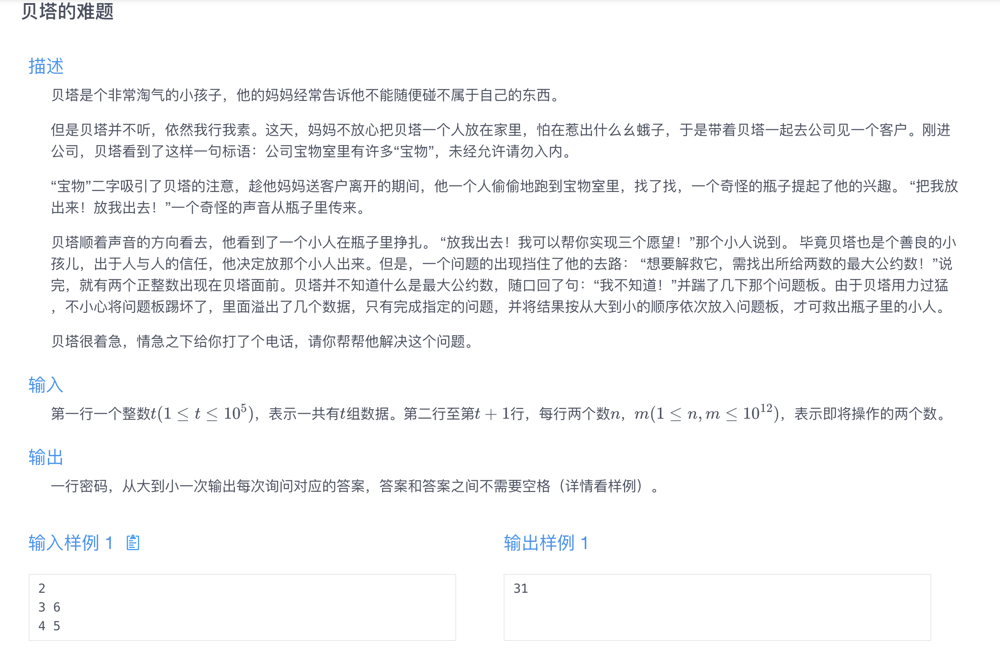 贝塔的难题
描述
贝塔是个非常淘气的小孩子，他的妈妈经常告诉他不能随便碰不属于自己的东西。
但是贝塔并不听，依然我行我素。这天，妈妈不放心把贝塔一个人放在家里，怕在惹出什么幺蛾子，于是带着贝塔一起去公司见一个客户。刚进
公司，贝塔看到了这样一句标语：公司宝物室里有许多“宝物”，未经允许请勿入内。
“宝物”二字吸引了贝塔的注意，趁他妈妈送客户离开的期间，他一个人偷偷地跑到宝物室里，找了找，一个奇怪的瓶子提起了他的兴趣。 “把我放
出来！放我出去！”一个奇怪的声音从瓶子里传来。
贝塔顺着声音的方向看去，他看到了一个小人在瓶子里挣扎。 “放我出去！我可以帮你实现三个愿望！”那个小人说到。 毕竟贝塔也是个善良的小
孩儿，出于人与人的信任，他决定放那个小人出来。但是，一个问题的出现挡住了他的去路： “想要解救它，需找出所给两数的最大公约数！”说
完，就有两个正整数出现在贝塔面前。贝塔并不知道什么是最大公约数，随口回了句：“我不知道！”并踹了几下那个问题板。由于贝塔用力过猛
，不小心将问题板踢坏了，里面溢出了几个数据，只有完成指定的问题，并将结果按从大到小的顺序依次放入问题板，才可救出瓶子里的小人。
贝塔很着急，情急之下给你打了个电话，请你帮帮他解决这个问题。
输入
第一行一个整数t(1 ≤ t ≤ 10^5)，表示一共有t组数据。第二行至第t + 1行，每行两个数n，m(1 ≤ n, m ≤ 10^12)，表示即将操作的两个数。
输出
一行密码，从大到小一次输出每次询问对应的答案，答案和答案之间不需要空格（详情看样例）。
输入样例 1
2
3 6
4 5
输出样例 1
31